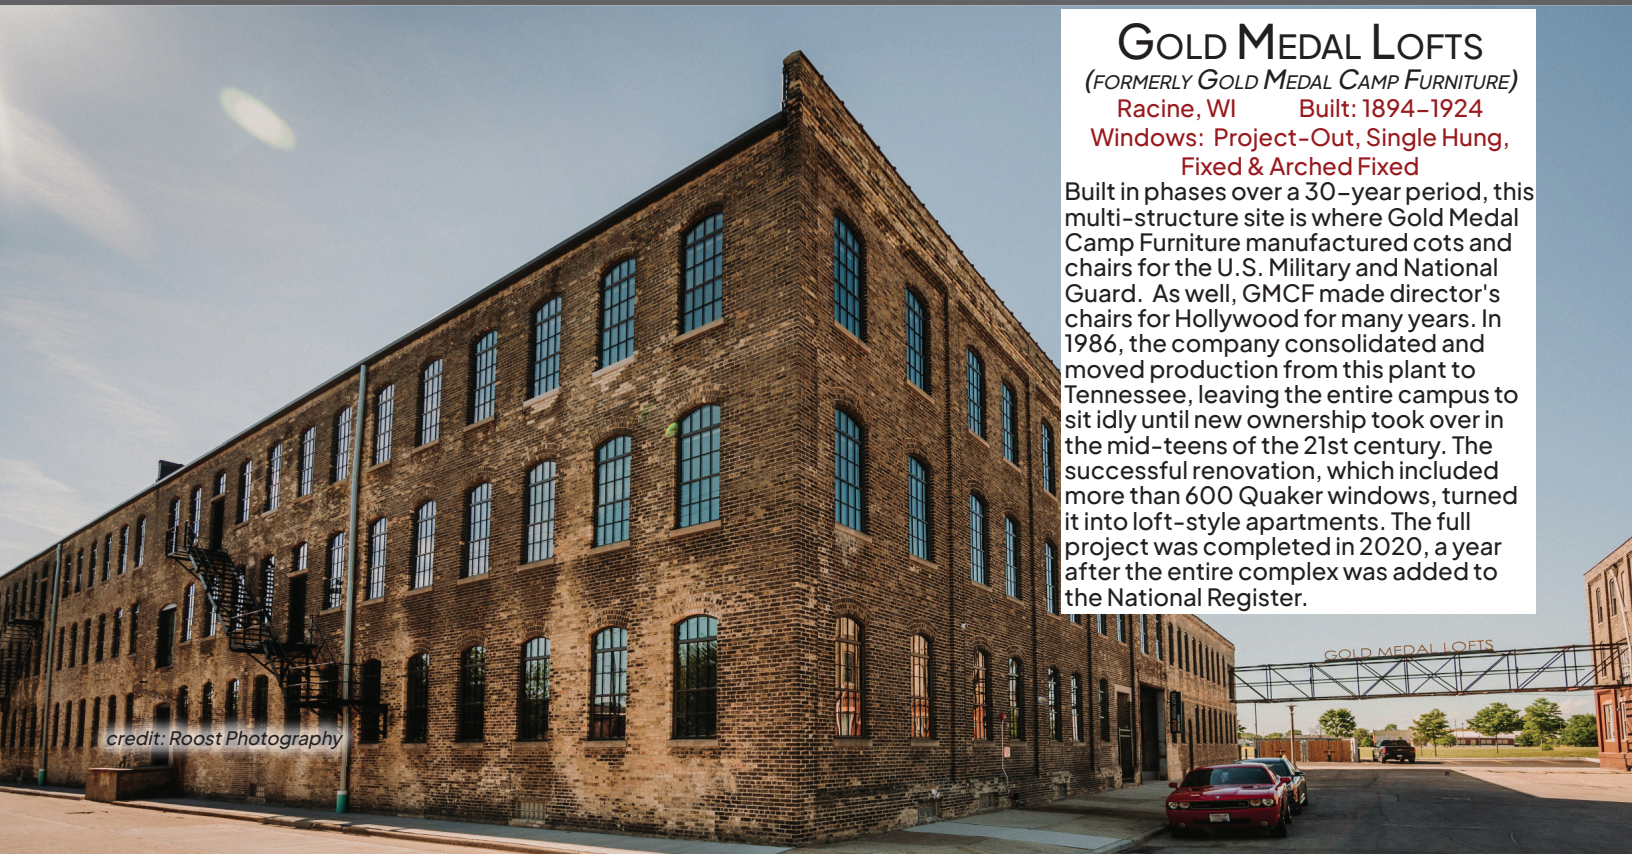 Gold Medal Lofts
(formerly Gold Medal Camp Furniture)
Racine, WI Built: 1894–1924
Windows: Project-Out, Single Hung,
Fixed & Arched Fixed
Built in phases over a 30–year period, this
multi-structure site is where Gold Medal
Camp Furniture manufactured cots and
chairs for the U.S. Military and National
Guard. As well, GMCF made director's
chairs for Hollywood for many years. In
1986, the company consolidated and
moved production from this plant to
Tennessee, leaving the entire campus to
sit idly until new ownership took over in
the mid-teens of the 21st century. The
successful renovation, which included
more than 600 Quaker windows, turned
it into loft-style apartments. The full
project was completed in 2020, a year
after the entire complex was added to
the National Register.
GOLD MEDAL LOFTS
credit: Roost Photography